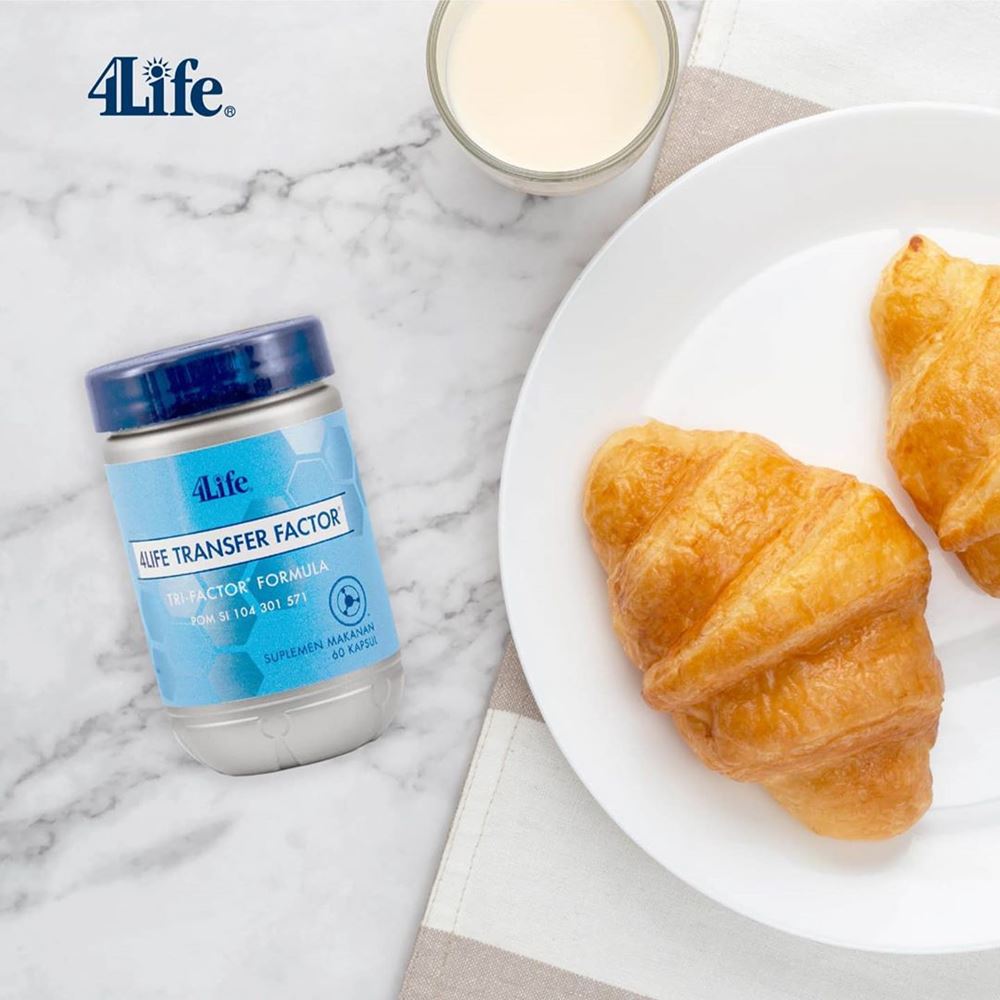 4Life®
4Life
4LIFE TRANSFER FACTOR®
TRI-FACTOR® FORMULA
POM SI 104 301 571
SUPLEMEN MAKANAN
60 KAPSUL